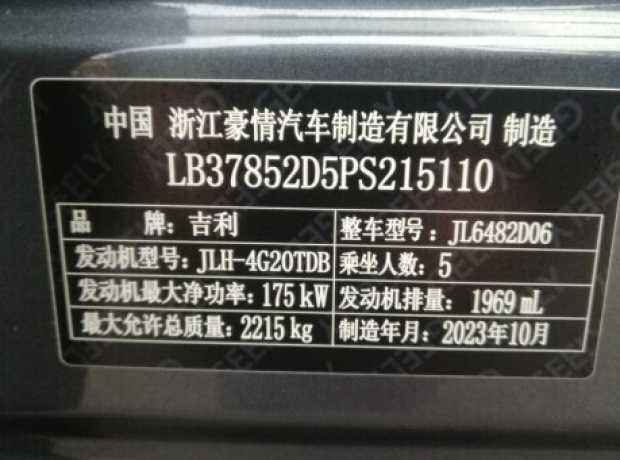 中国 浙江豪情汽车制造有限公司 制造
LB37852D5PS215110
品 牌: 吉利 整车型号: JL6482D06
发动机型号: JLH-4G20TDB 乘坐人数: 5
发动机最大净功率: 175 kW 发动机排量: 1969 mL
最大允许总质量: 2215 kg 制造年月: 2023年10月